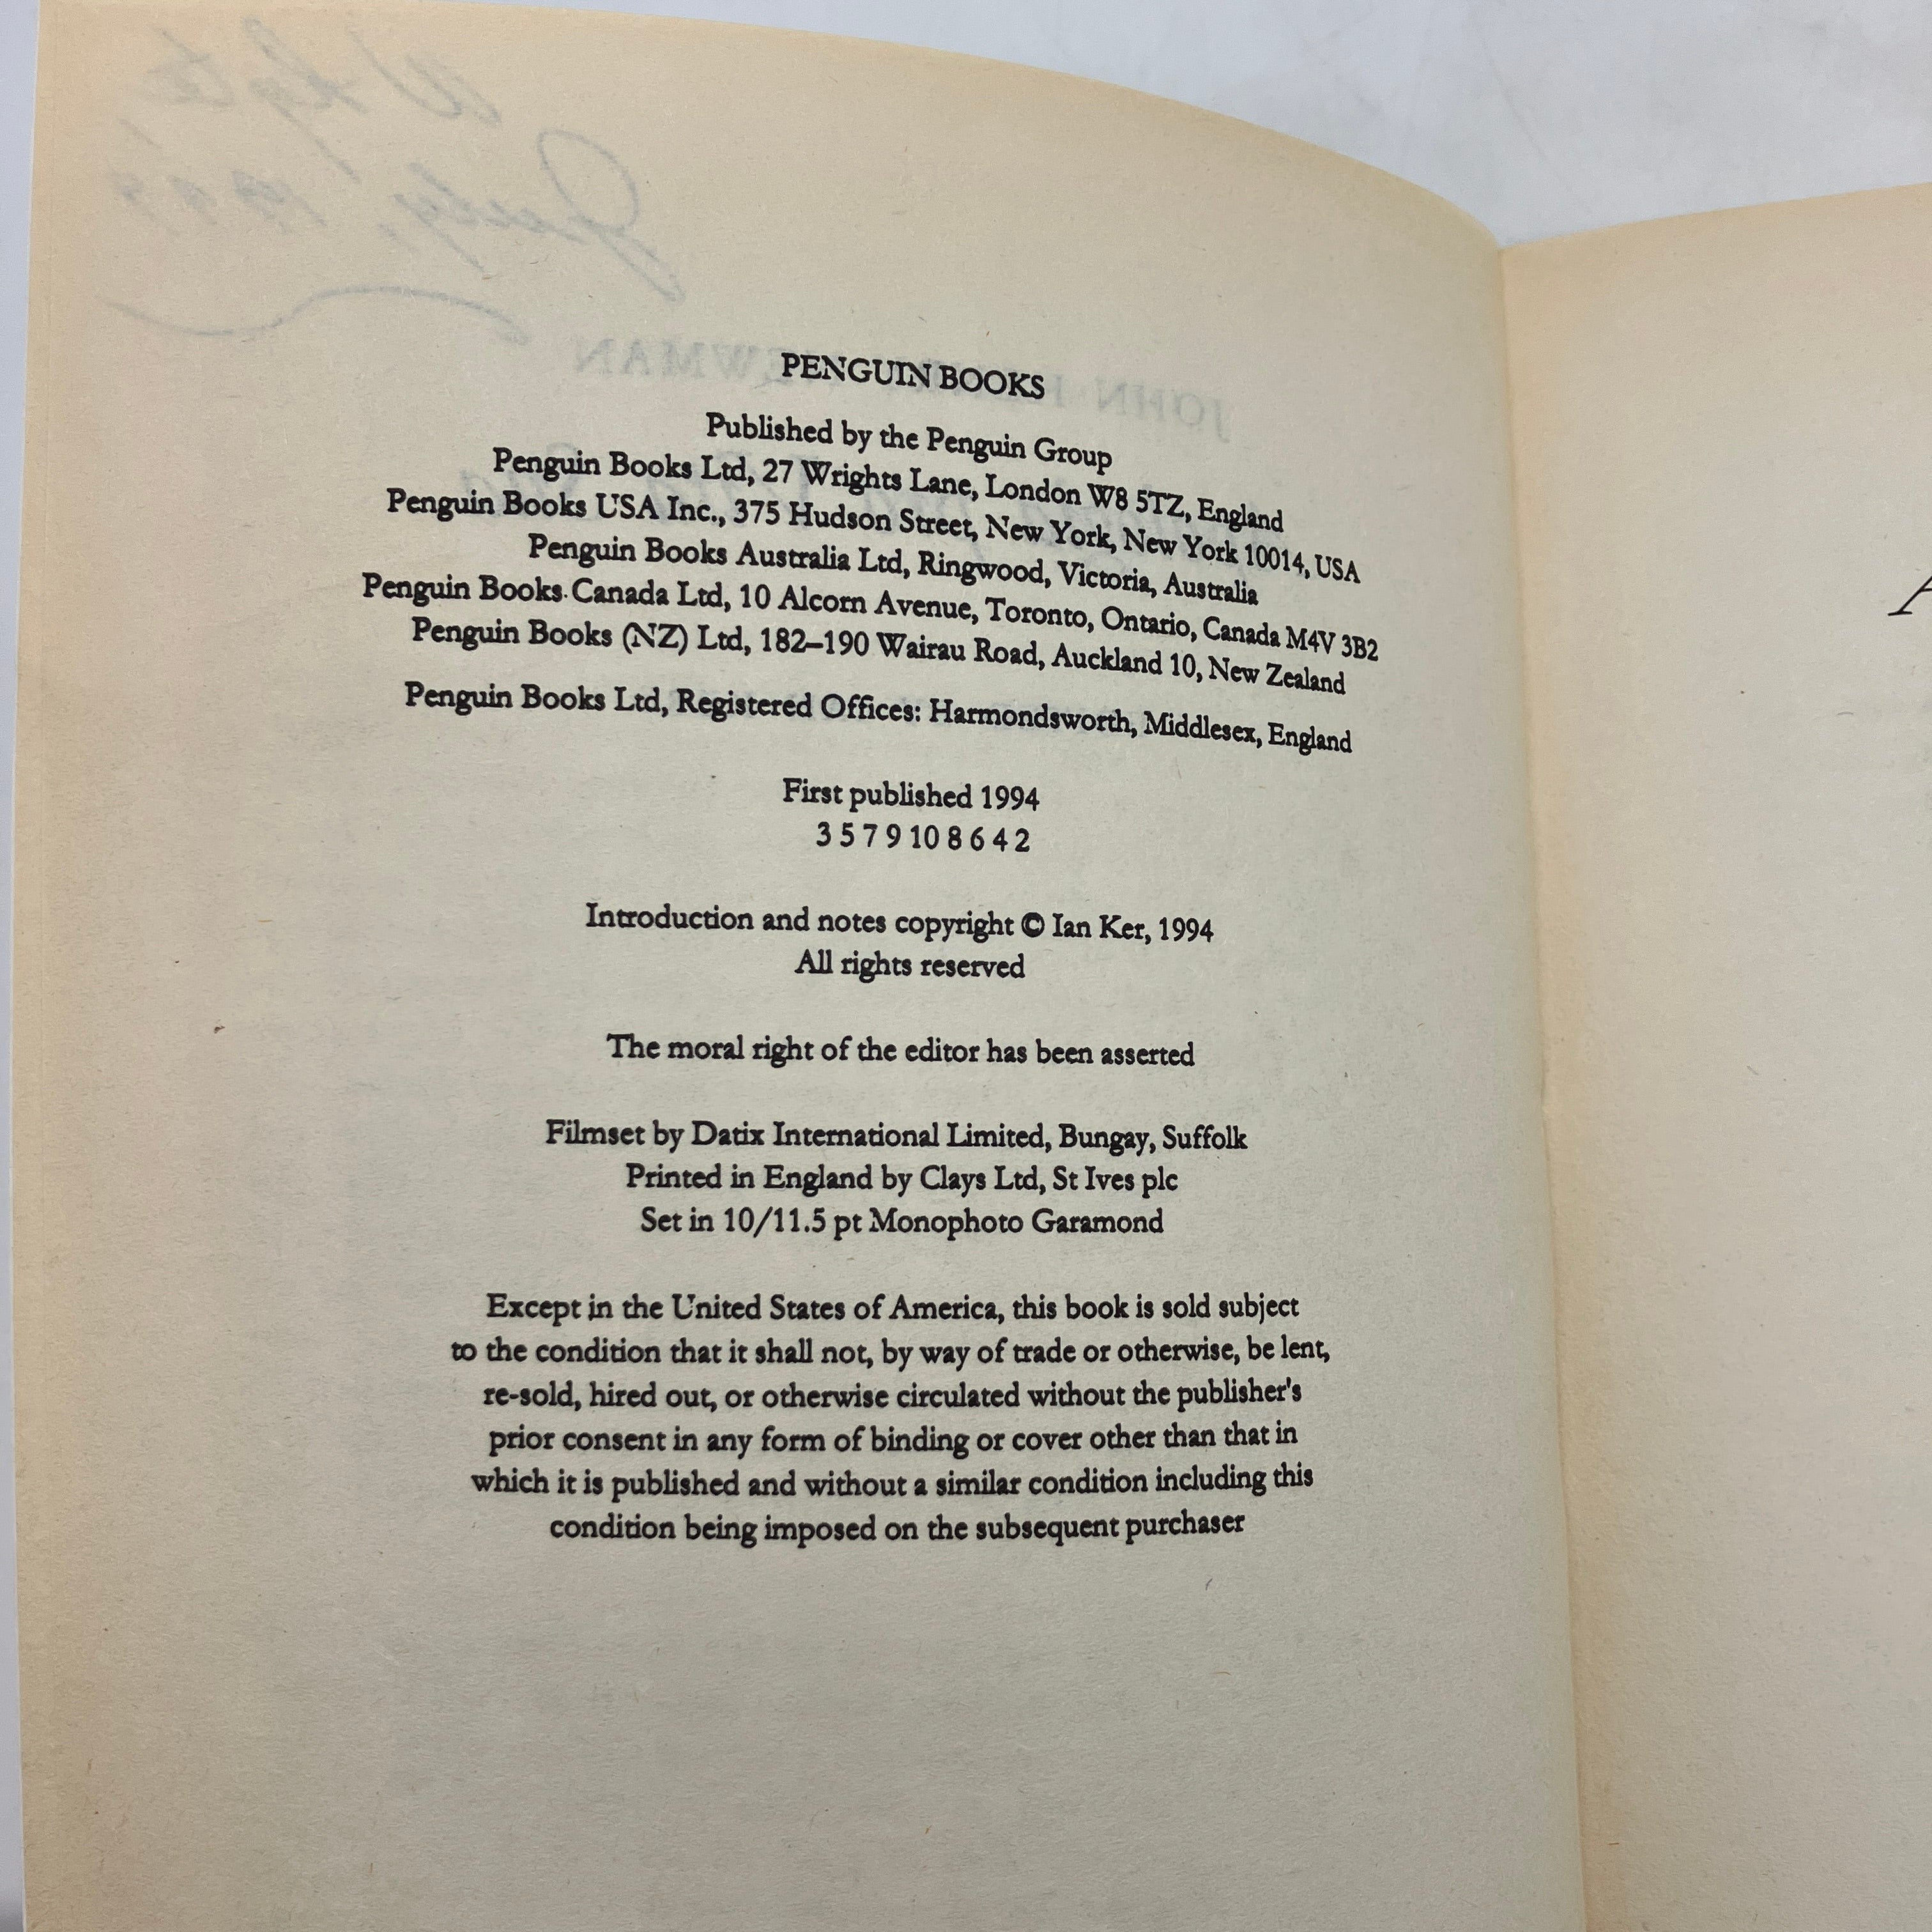 PENGUIN BOOKS
Published by the Penguin Group
Penguin Books Ltd, 27 Wrights Lane, London W8 5TZ, England
Penguin Books USA Inc., 375 Hudson Street, New York, New York 10014, USA
Penguin Books Australia Ltd, Ringwood, Victoria, Australia
Penguin Books Canada Ltd, 10 Alcorn Avenue, Toronto, Ontario, Canada M4V 3B2
Penguin Books (NZ) Ltd, 182–190 Wairau Road, Auckland 10, New Zealand
Penguin Books Ltd, Registered Offices: Harmondsworth, Middlesex, England
First published 1994
3 5 7 9 10 8 6 4 2
Introduction and notes copyright © Ian Ker, 1994
All rights reserved
The moral right of the editor has been asserted
Filmset by Datix International Limited, Bungay, Suffolk
Printed in England by Clays Ltd, St Ives plc
Set in 10/11.5 pt Monophoto Garamond
Except in the United States of America, this book is sold subject
to the condition that it shall not, by way of trade or otherwise, be lent,
re-sold, hired out, or otherwise circulated without the publisher's
prior consent in any form of binding or cover other than that in
which it is published and without a similar condition including this
condition being imposed on the subsequent purchaser